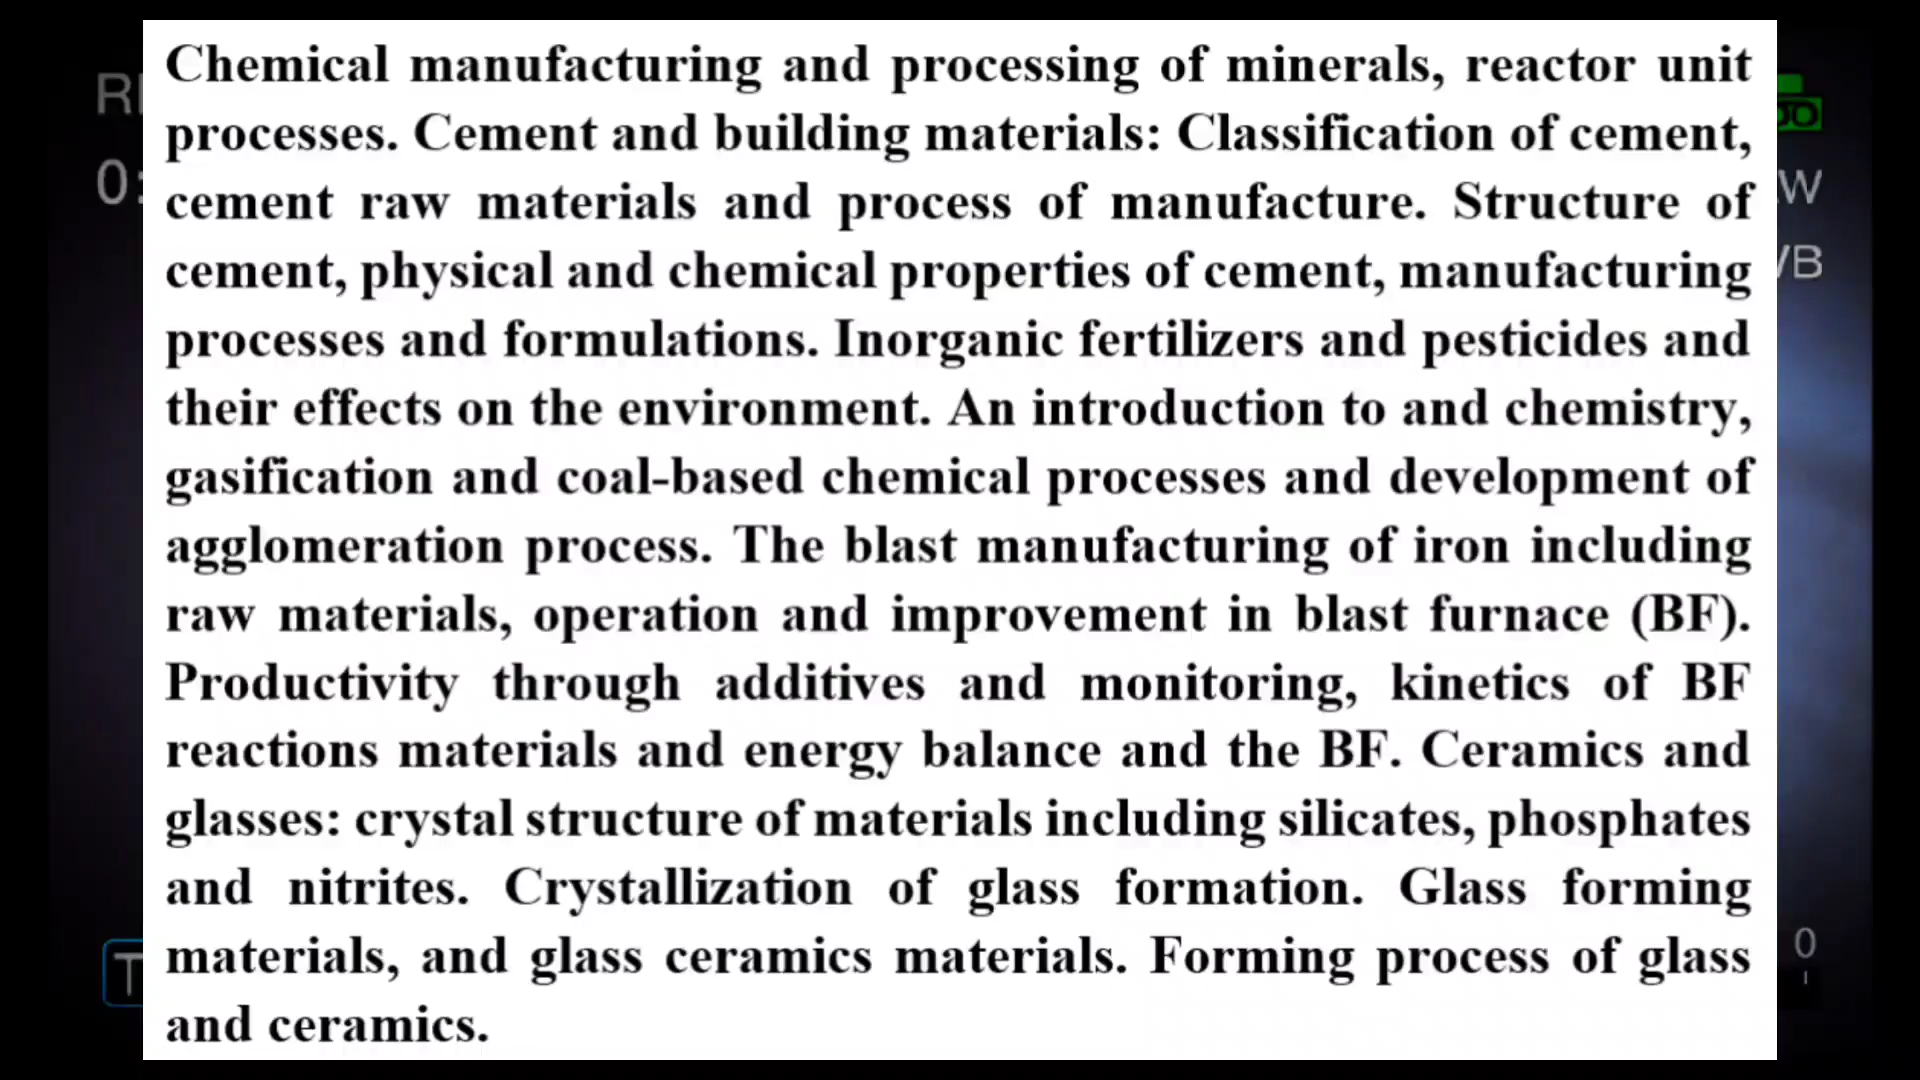 Chemical manufacturing and processing of minerals, reactor unit
processes. Cement and building materials: Classification of cement,
cement raw materials and process of manufacture. Structure of
cement, physical and chemical properties of cement, manufacturing
processes and formulations. Inorganic fertilizers and pesticides and
their effects on the environment. An introduction to and chemistry,
gasification and coal-based chemical processes and development of
agglomeration process. The blast manufacturing of iron including
raw materials, operation and improvement in blast furnace (BF).
Productivity through additives and monitoring, kinetics of BF
reactions materials and energy balance and the BF. Ceramics and
glasses: crystal structure of materials including silicates, phosphates
and nitrites. Crystallization of glass formation. Glass forming
materials, and glass ceramics materials. Forming process of glass
and ceramics.